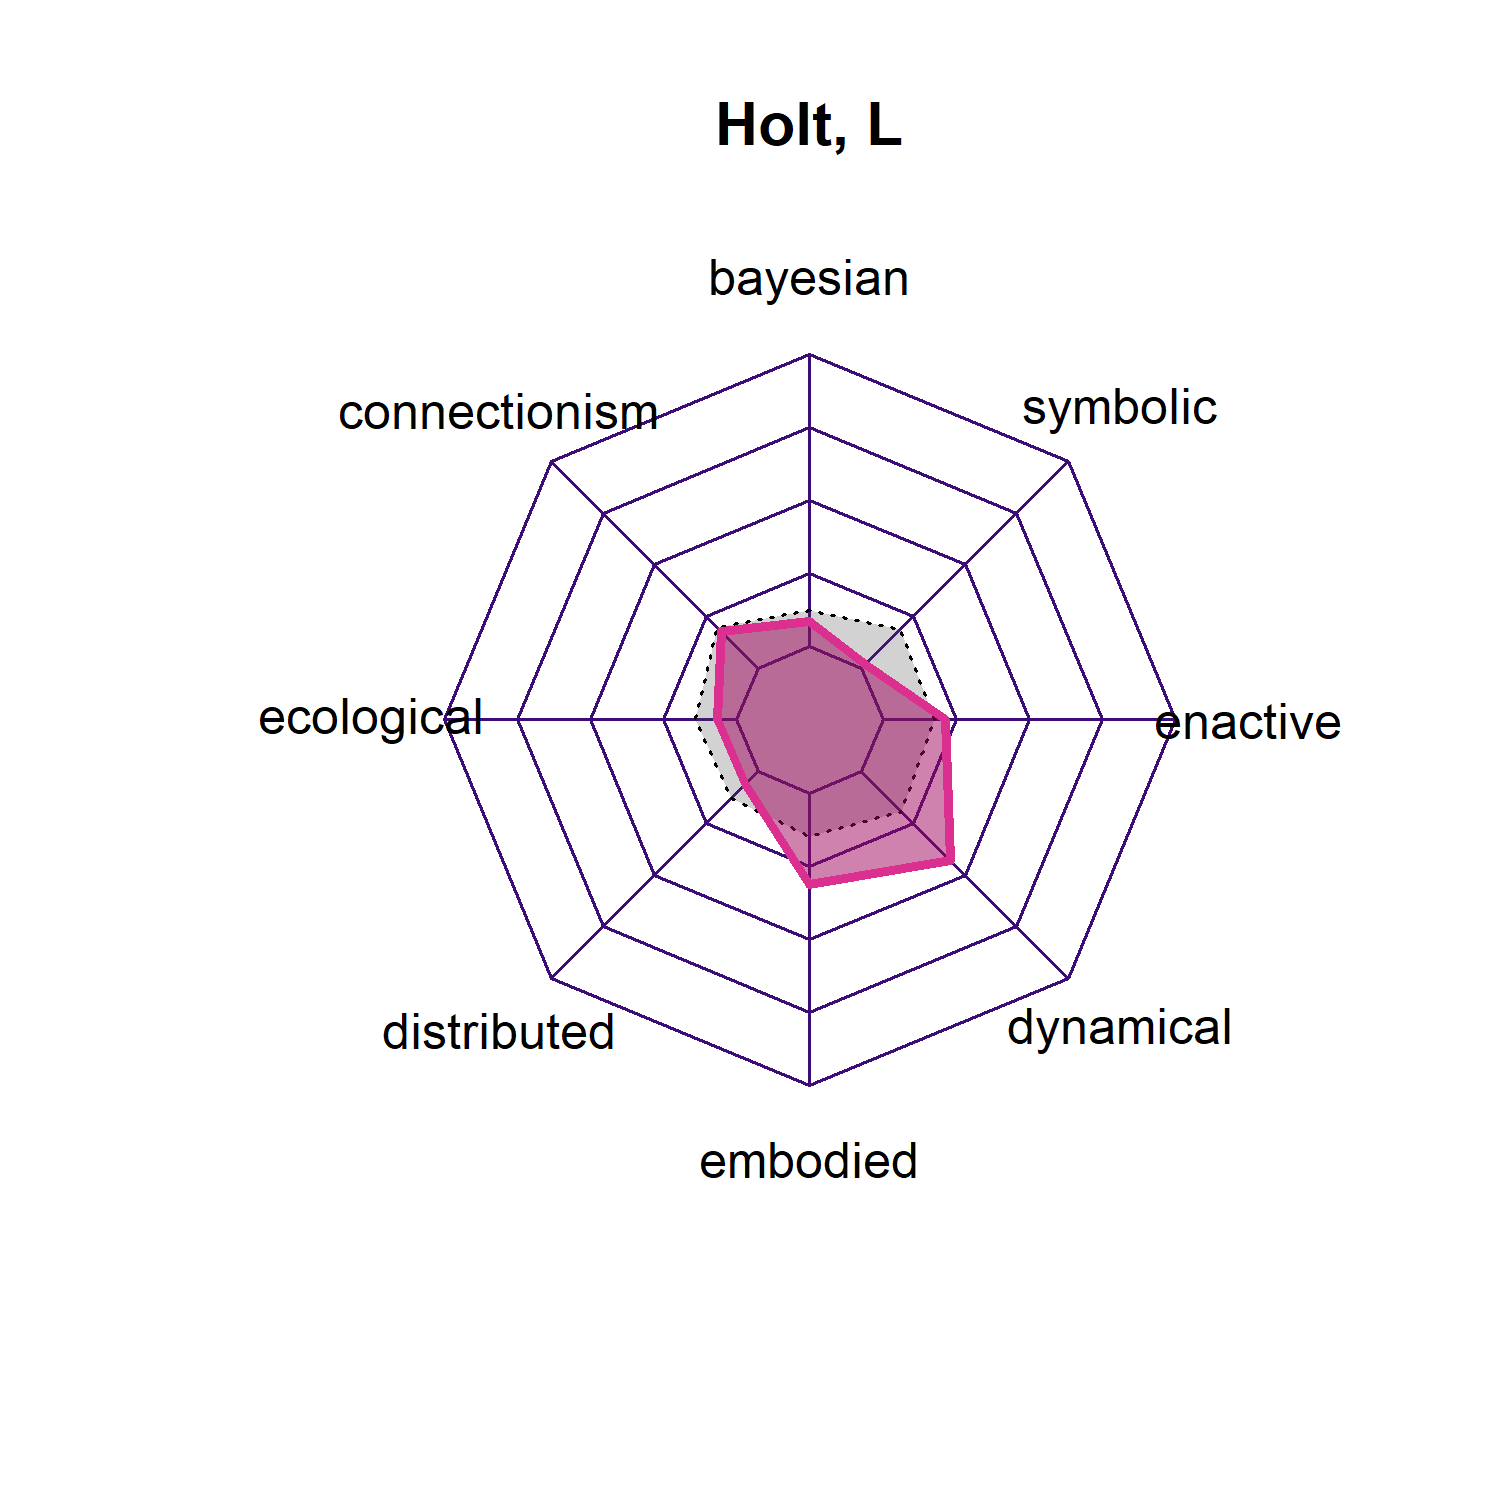 Holt, L
bayesian
symbolic
connectionism
enactive
ecological
dynamical
distributed
embodied